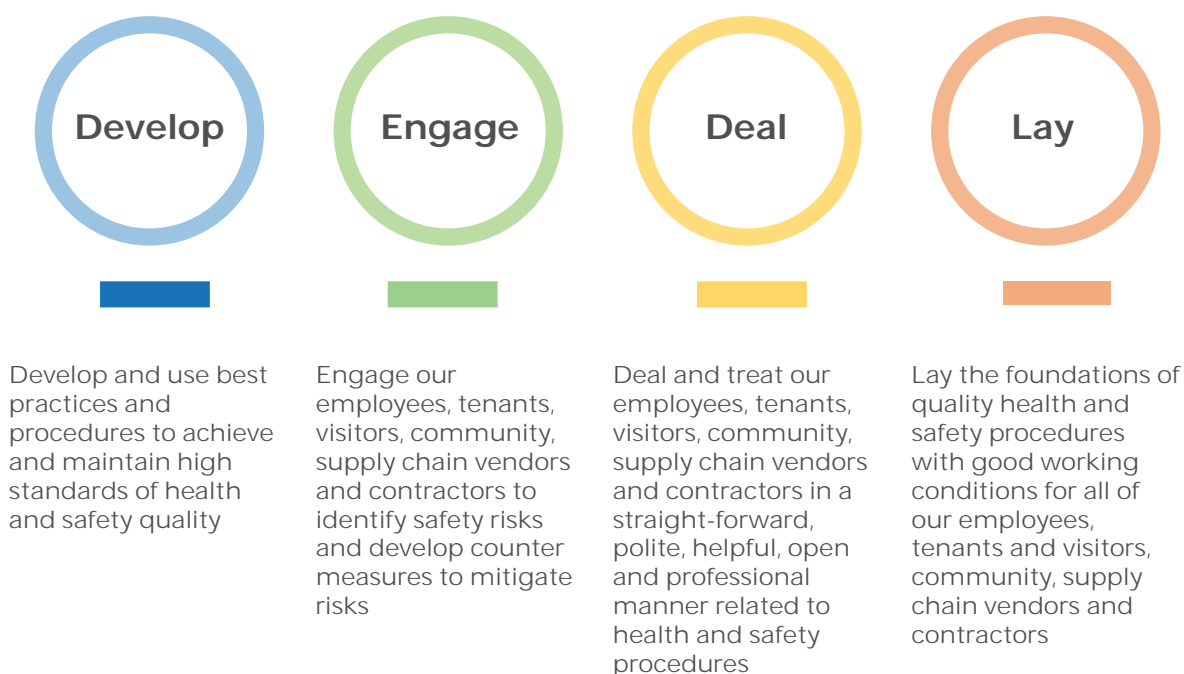 Develop
Engage
Deal
Lay
Develop and use best
practices and
procedures to achieve
and maintain high
standards of health
and safety quality
Engage our
employees, tenants,
visitors, community,
supply chain vendors
and contractors to
identify safety risks
and develop counter
measures to mitigate
risks
Deal and treat our
employees, tenants,
visitors, community,
supply chain vendors
and contractors in a
straight-forward,
polite, helpful, open
and professional
manner related to
health and safety
procedures
Lay the foundations of
quality health and
safety procedures
with good working
conditions for all of
our employees,
tenants and visitors,
community, supply
chain vendors and
contractors